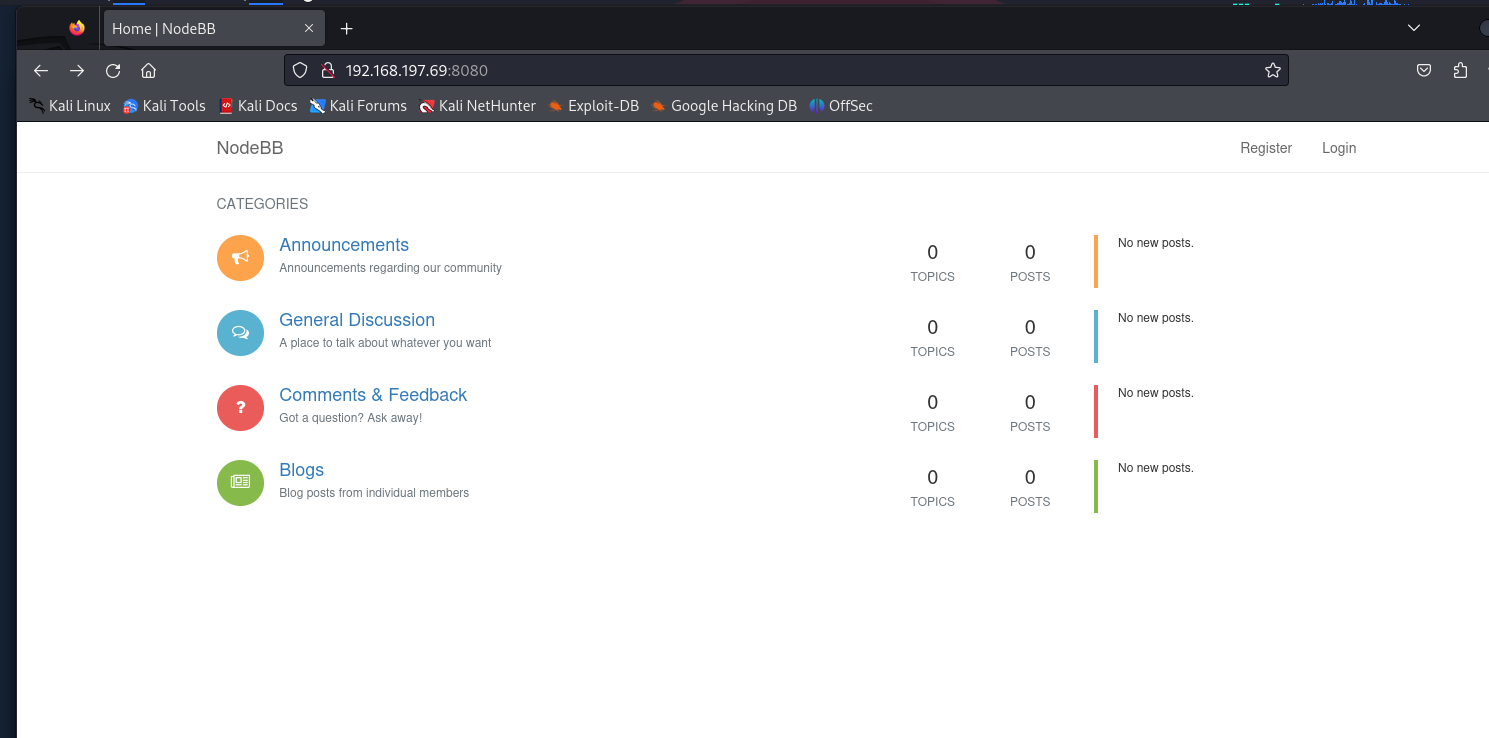 Home | NodeBB
192.168.197.69:8080
Kali Linux Kali Tools Kali Docs Kali Forums Kali NetHunter Exploit-DB Google Hacking DB OffSec
NodeBB Register Login
CATEGORIES
Announcements 0 0 No new posts.
Announcements regarding our community TOPICS POSTS
General Discussion 0 0 No new posts.
A place to talk about whatever you want TOPICS POSTS
Comments & Feedback 0 0 No new posts.
Got a question? Ask away! TOPICS POSTS
Blogs 0 0 No new posts.
Blog posts from individual members TOPICS POSTS